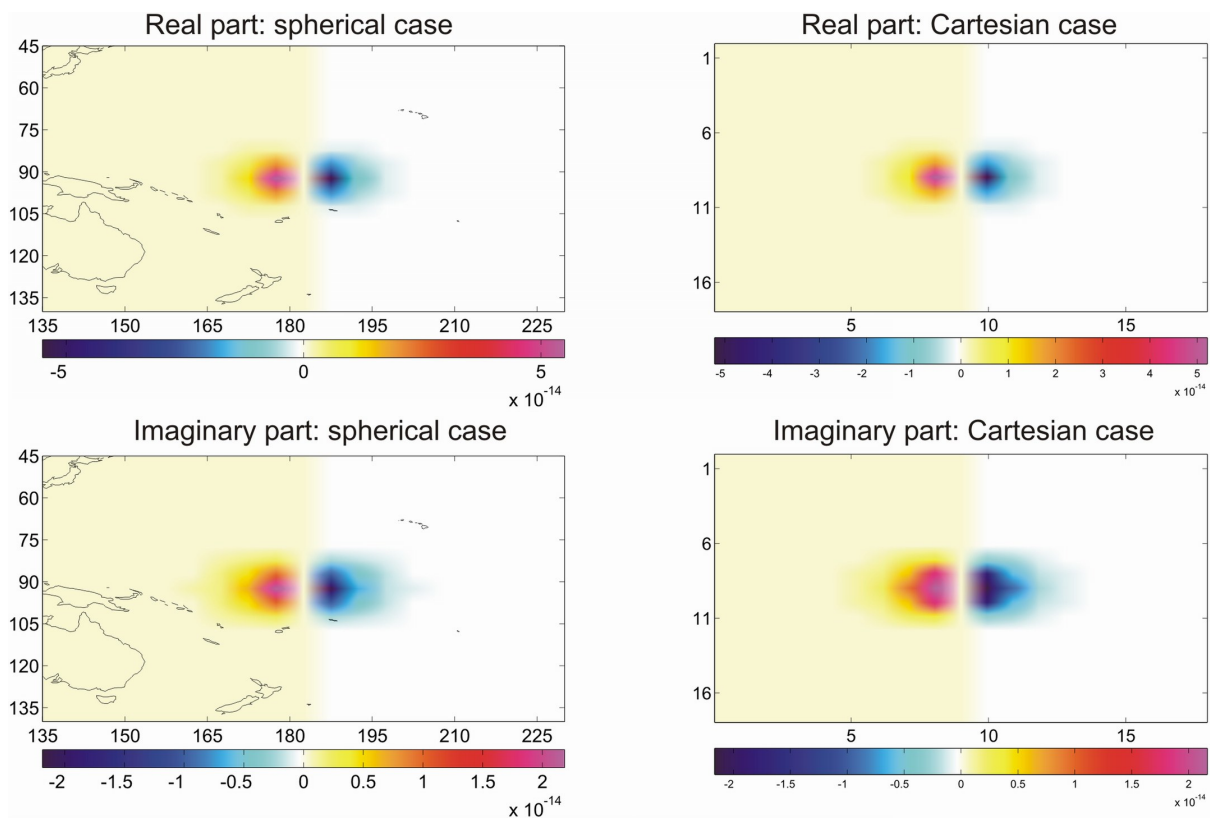 Real part: spherical case
45
60
75
90
105
120
135
135 150 165 180 195 210 225
-5 0 5
x 10-14
Real part: Cartesian case
1
6
11
16
5 10 15
-5 -4 -3 -2 -1 0 1 2 3 4 5
x 10-14
Imaginary part: spherical case
45
60
75
90
105
120
135
135 150 165 180 195 210 225
-2 -1.5 -1 -0.5 0 0.5 1 1.5 2
x 10-14
Imaginary part: Cartesian case
1
6
11
16
5 10 15
-2 -1.5 -1 -0.5 0 0.5 1 1.5 2
x 10-14